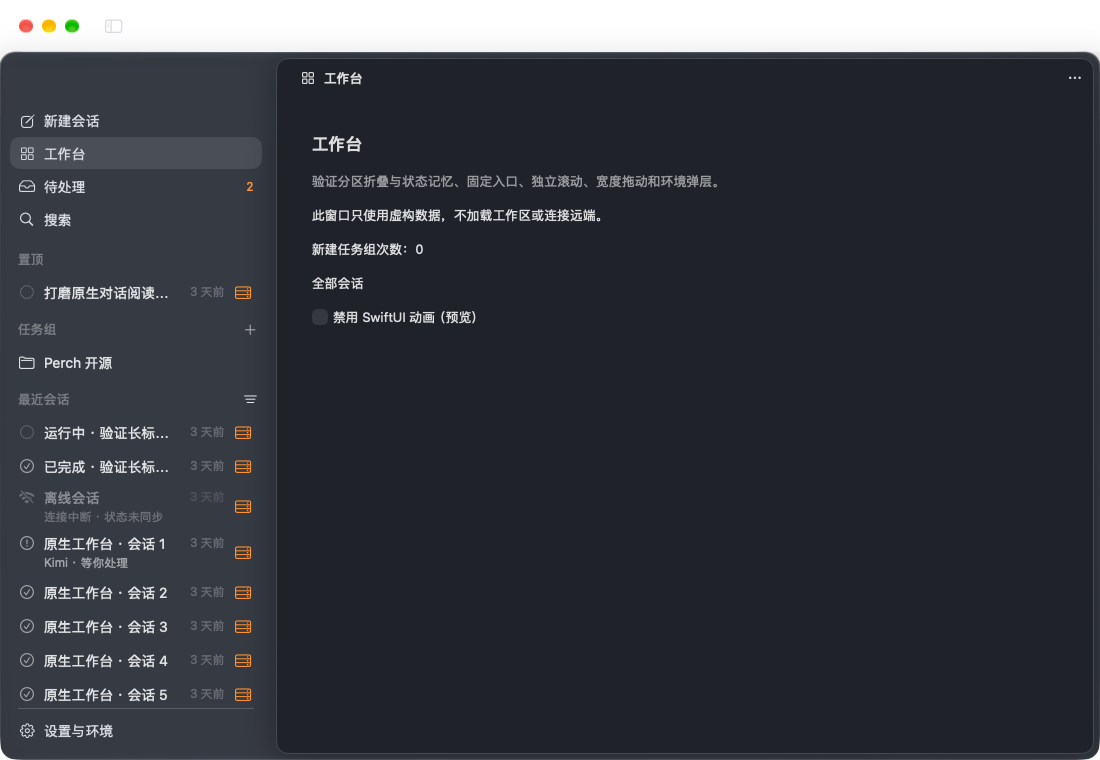 新建会话
工作台
待处理 2
搜索
置顶
打磨原生对话阅读... 3 天前
任务组
Perch 开源
最近会话
运行中 · 验证长标... 3 天前
已完成 · 验证长标... 3 天前
离线会话 3 天前
连接中断 · 状态未同步
原生工作台 · 会话 1 3 天前
Kimi · 等你处理
原生工作台 · 会话 2 3 天前
原生工作台 · 会话 3 3 天前
原生工作台 · 会话 4 3 天前
原生工作台 · 会话 5 3 天前
设置与环境
工作台
工作台
验证分区折叠与状态记忆、固定入口、独立滚动、宽度拖动和环境弹层。
此窗口只使用虚构数据，不加载工作区或连接远端。
新建任务组次数：0
全部会话
禁用 SwiftUI 动画（预览）